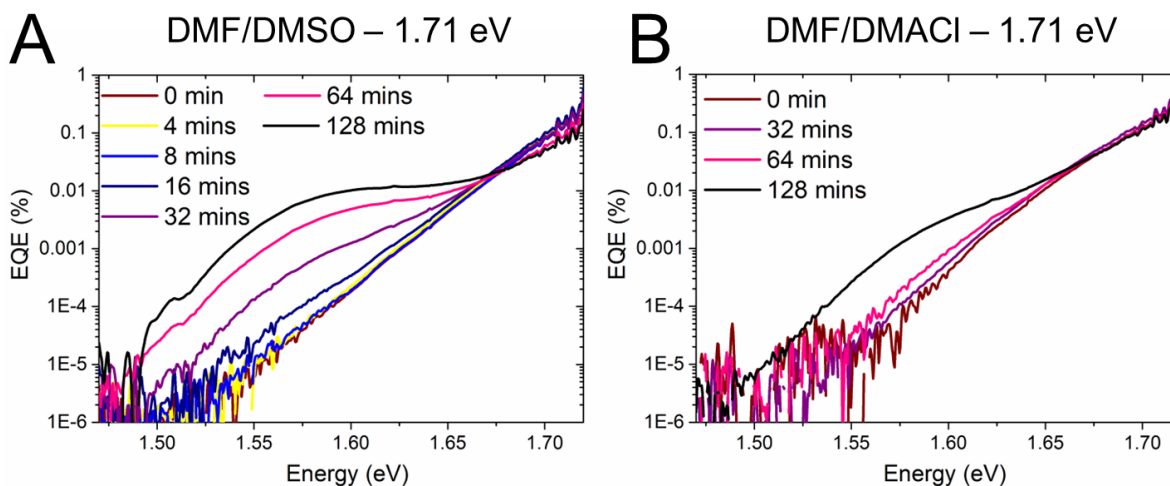 A
DMF/DMSO – 1.71 eV
EQE (%)
1
0.1
0.01
0.001
1E-4
1E-5
1E-6
0 min
4 mins
8 mins
16 mins
32 mins
64 mins
128 mins
1.50
1.55
1.60
1.65
1.70
Energy (eV)
B
DMF/DMACl – 1.71 eV
EQE (%)
1
0.1
0.01
0.001
1E-4
1E-5
1E-6
0 min
32 mins
64 mins
128 mins
1.50
1.55
1.60
1.65
1.70
Energy (eV)